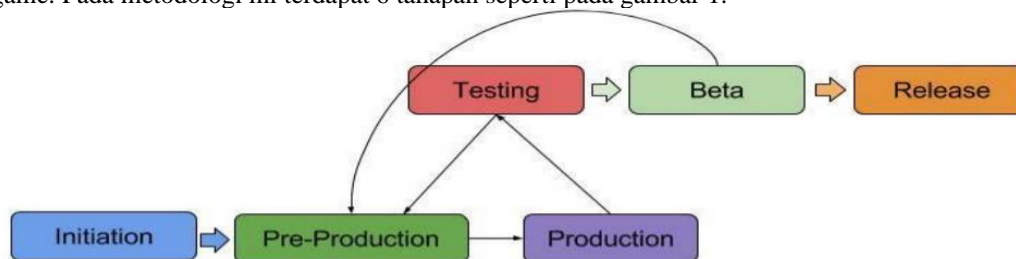 game. Pada metodologi ini terdapat 6 tahapan seperti pada gambar 1.
Testing
Beta
Release
Initiation
Pre-Production
Production